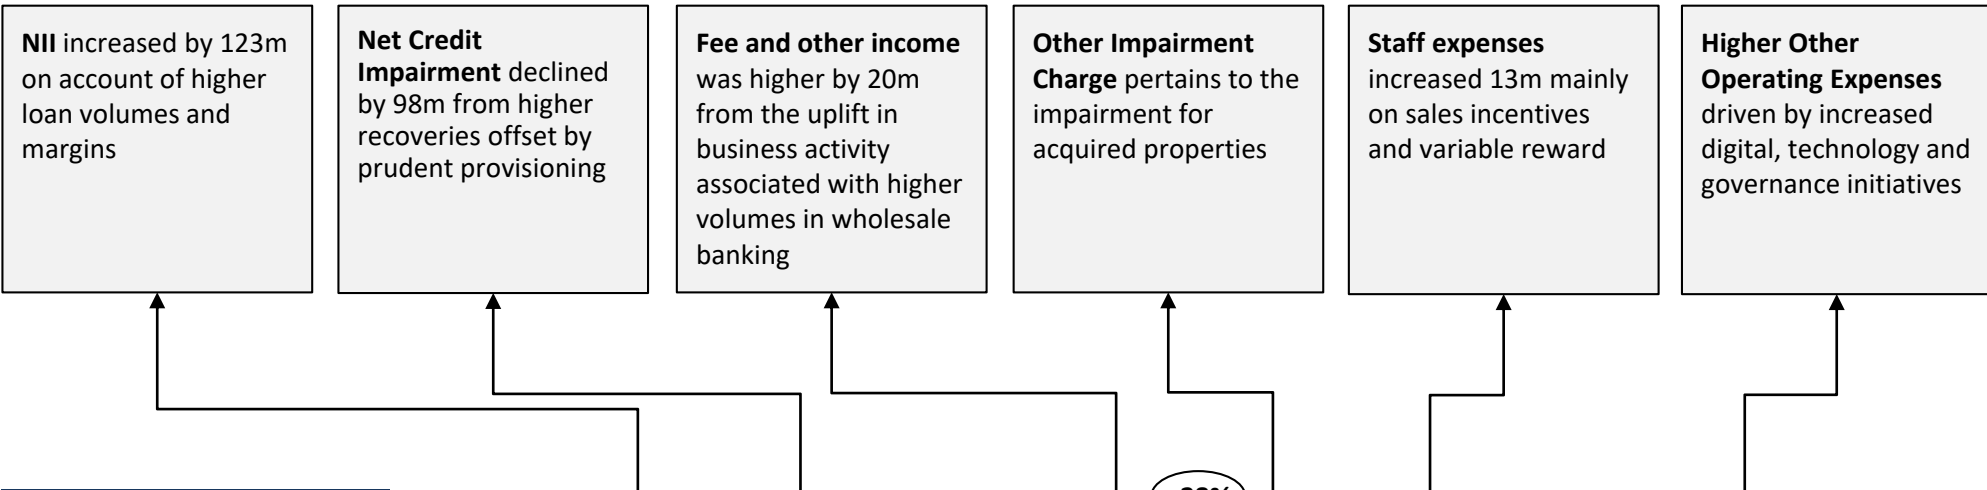 NII increased by 123m
on account of higher
loan volumes and
margins
Net Credit
Impairment declined
by 98m from higher
recoveries offset by
prudent provisioning
Fee and other income
was higher by 20m
from the uplift in
business activity
associated with higher
volumes in wholesale
banking
Other Impairment
Charge pertains to the
impairment for
acquired properties
Staff expenses
increased 13m mainly
on sales incentives
and variable reward
Higher Other
Operating Expenses
driven by increased
digital, technology and
governance initiatives